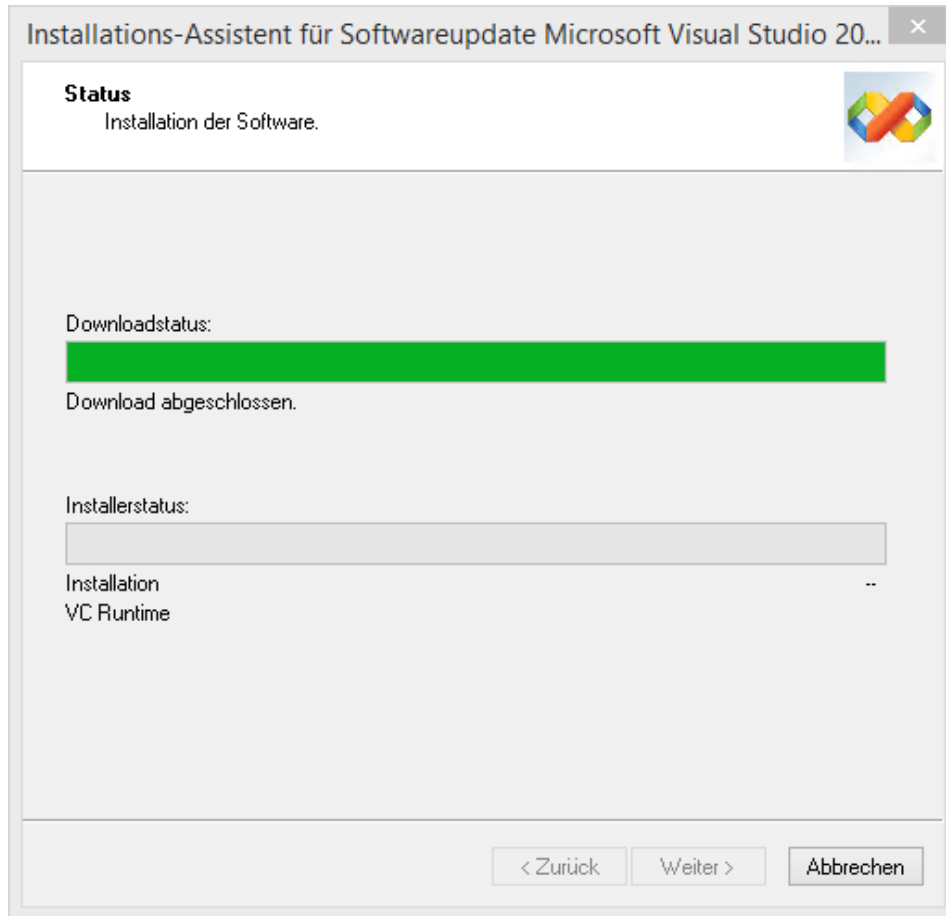 Installations-Assistent für Softwareupdate Microsoft Visual Studio 20...
Status
Installation der Software.
Downloadstatus:
Download abgeschlossen.
Installerstatus:
Installation --
VC Runtime
< Zurück Weiter > Abbrechen